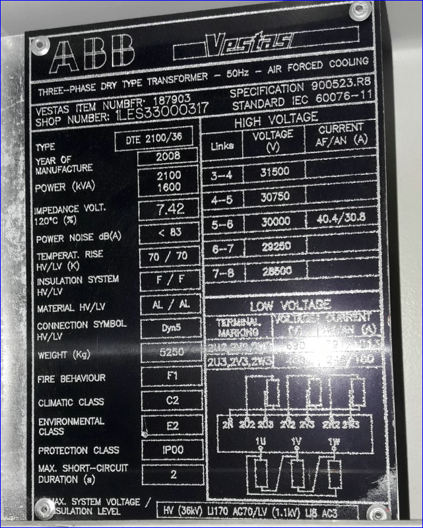 ABB Vestas
THREE-PHASE DRY TYPE TRANSFORMER - 50Hz - AIR FORCED COOLING
VESTAS ITEM NUMBER: 187903 SPECIFICATION 900523.R8
SHOP NUMBER: 1LES33000317 STANDARD IEC 60076-11
TYPE DTE 2100/36
YEAR OF MANUFACTURE 2008
POWER (kVA) 2100
1600
IMPEDANCE VOLT.
120°C (%) 7.42
POWER NOISE dB(A) < 83
TEMPERAT. RISE
HV/LV (K) 70 / 70
INSULATION SYSTEM
HV/LV F / F
MATERIAL HV/LV AL / AL
CONNECTION SYMBOL
HV/LV Dyn5
WEIGHT (Kg) 5250
FIRE BEHAVIOUR F1
CLIMATIC CLASS C2
ENVIRONMENTAL
CLASS E2
PROTECTION CLASS IP00
MAX. SHORT-CIRCUIT
DURATION (s) 2
HIGH VOLTAGE
Links VOLTAGE (V) CURRENT AF/AN (A)
3-4 31500
4-5 30750
5-6 30000 40.4/30.8
6-7 29250
7-8 28500
LOW VOLTAGE
TERMINAL MARKING VOLTAGE CURRENT
(A)
2U3,2V3,2W3
2N 2U2 2U3 2V2 2V3 2W2 2W3
1U 1V 1W
MAX. SYSTEM VOLTAGE /
INSULATION LEVEL HV (36kV) LI170 AC70/LV (1.1kV) LI8 AC3